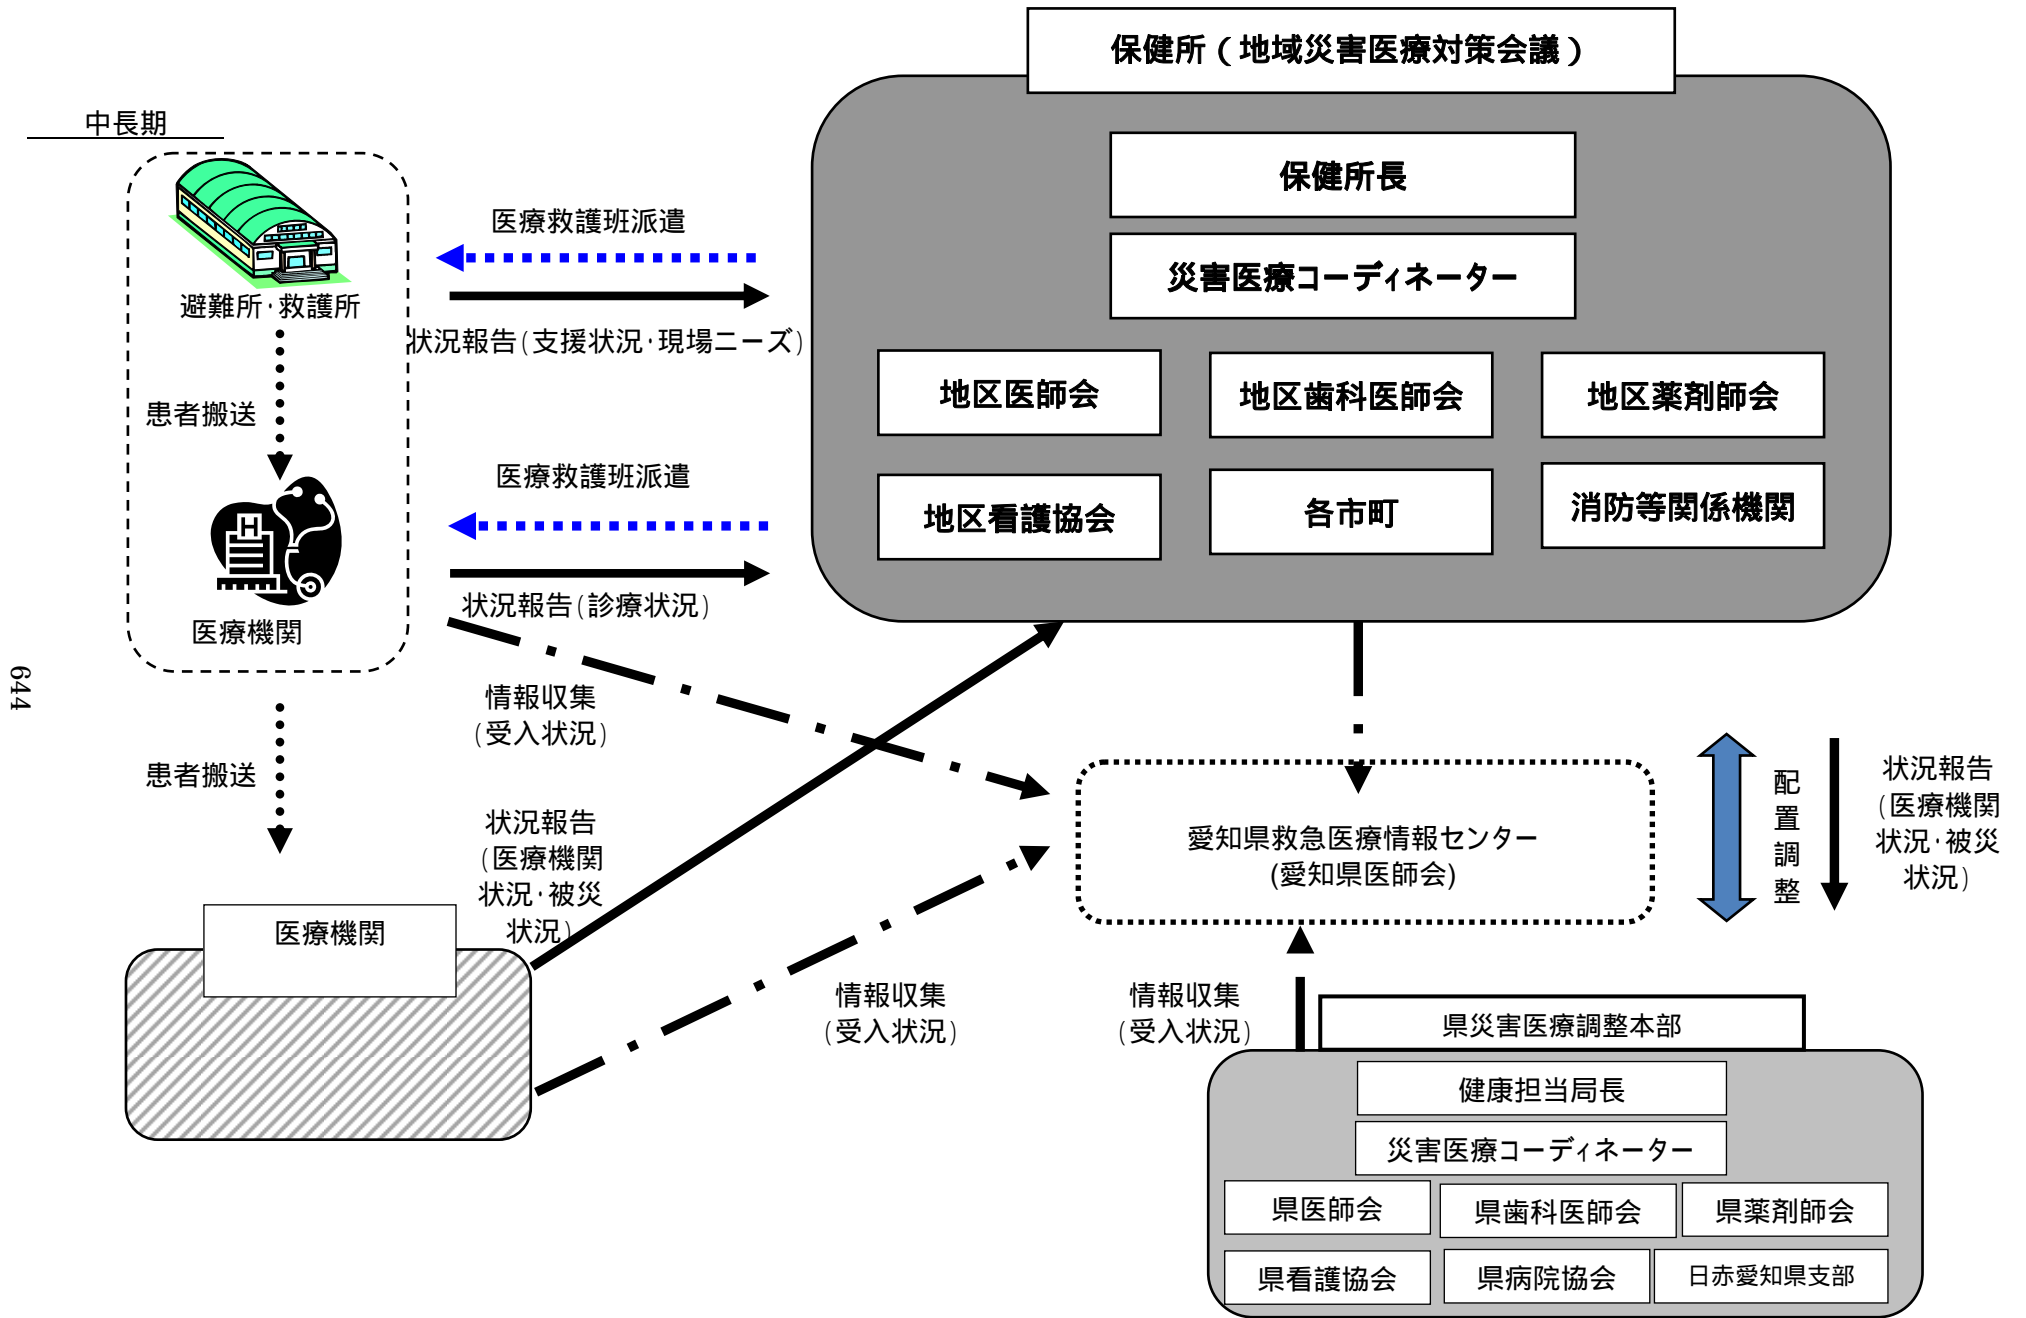 保健所(地域災害医療対策会議)
中長期
保健所長
災害医療コーディネーター
地区医師会
地区歯科医師会
地区薬剤師会
地区看護協会
各市町
消防等関係機関
医療救護班派遣
避難所・救護所
状況報告(支援状況・現場ニーズ)
患者搬送
医療救護班派遣
状況報告(診療状況)
医療機関
644
情報収集
(受入状況)
患者搬送
状況報告
(医療機関
状況・被災
状況)
愛知県救急医療情報センター
(愛知県医師会)
配
置
調
整
状況報告
(医療機関
状況・被災
状況)
医療機関
情報収集
(受入状況)
情報収集
(受入状況)
県災害医療調整本部
健康担当局長
災害医療コーディネーター
県医師会
県歯科医師会
県薬剤師会
県看護協会
県病院協会
日赤愛知県支部
H